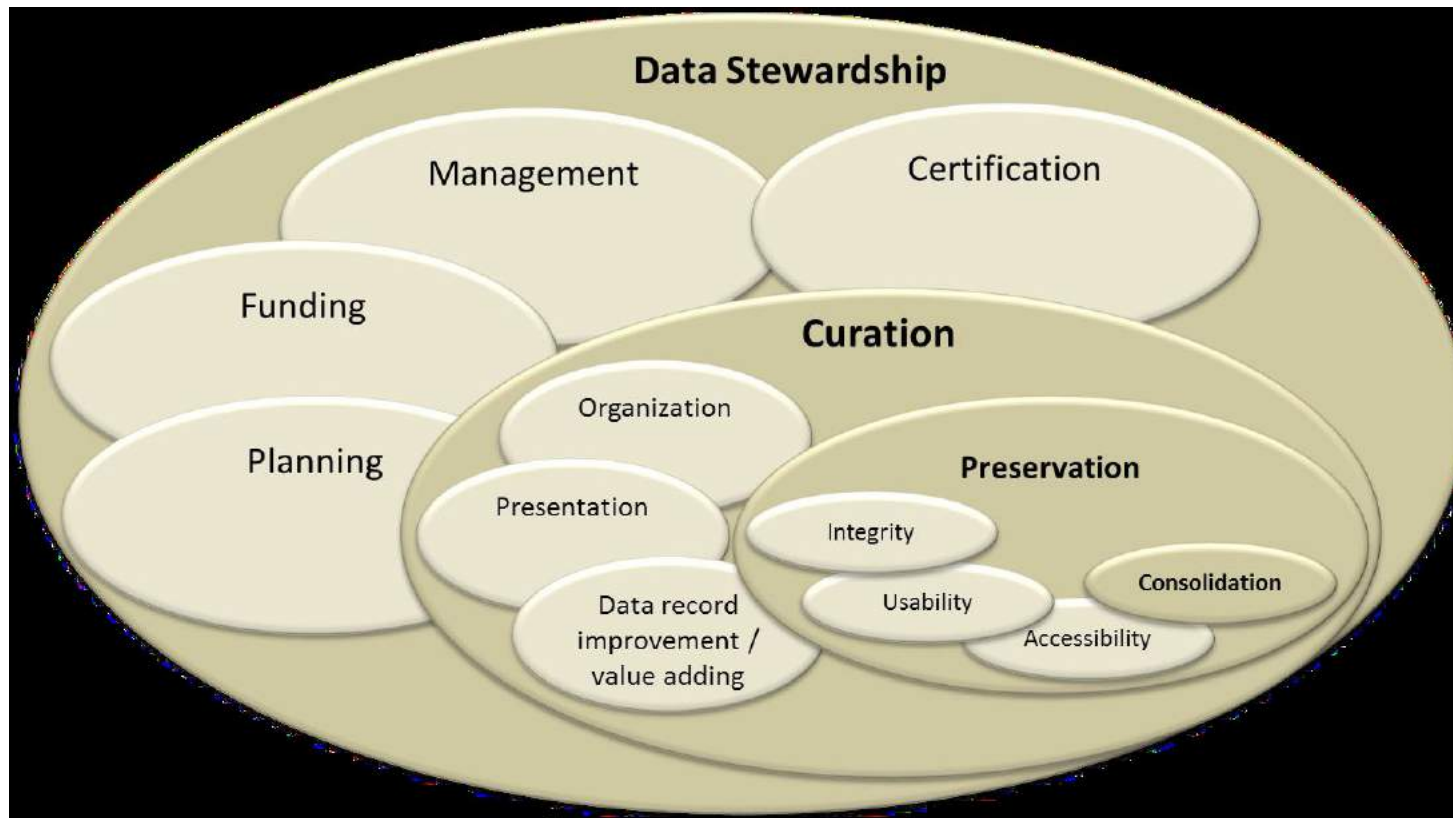 Data Stewardship
Management
Certification
Funding
Curation
Planning
Organization
Preservation
Presentation
Integrity
Consolidation
Data record
improvement /
value adding
Usability
Accessibility